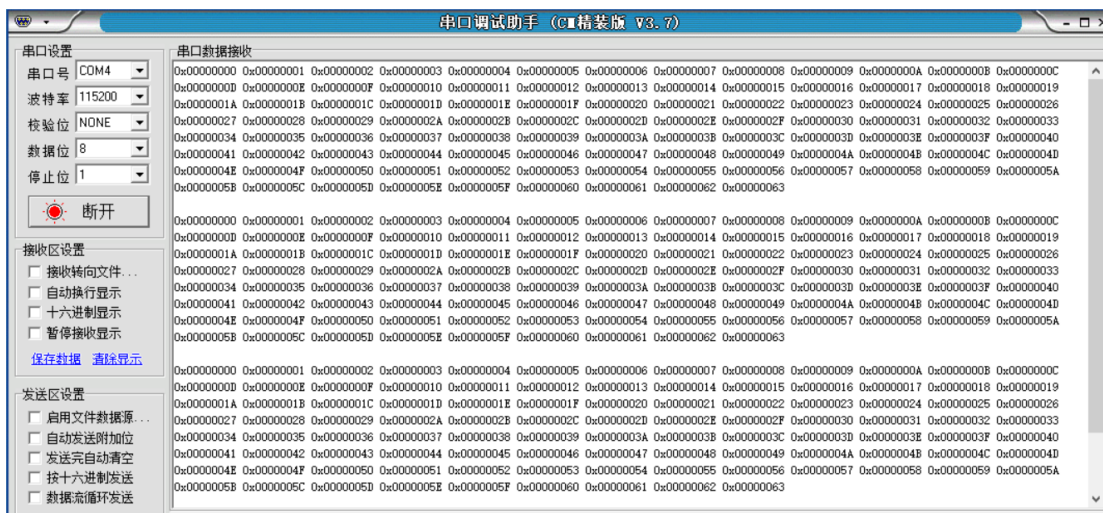 串口调试助手 (CM精装版 V3.7)
串口设置
串口号 COM4
波特率 115200
校验位 NONE
数据位 8
停止位 1
断开
接收区设置
接收转向文件...
自动换行显示
十六进制显示
暂停接收显示
保存数据 清除显示
发送区设置
启用文件数据源...
自动发送附加位
发送完自动清空
按十六进制发送
数据流循环发送
串口数据接收
0x00000000 0x00000001 0x00000002 0x00000003 0x00000004 0x00000005 0x00000006 0x00000007 0x00000008 0x00000009 0x0000000A 0x0000000B 0x0000000C
0x0000000D 0x0000000E 0x0000000F 0x00000010 0x00000011 0x00000012 0x00000013 0x00000014 0x00000015 0x00000016 0x00000017 0x00000018 0x00000019
0x0000001A 0x0000001B 0x0000001C 0x0000001D 0x0000001E 0x0000001F 0x00000020 0x00000021 0x00000022 0x00000023 0x00000024 0x00000025 0x00000026
0x00000027 0x00000028 0x00000029 0x0000002A 0x0000002B 0x0000002C 0x0000002D 0x0000002E 0x0000002F 0x00000030 0x00000031 0x00000032 0x00000033
0x00000034 0x00000035 0x00000036 0x00000037 0x00000038 0x00000039 0x0000003A 0x0000003B 0x0000003C 0x0000003D 0x0000003E 0x0000003F 0x00000040
0x00000041 0x00000042 0x00000043 0x00000044 0x00000045 0x00000046 0x00000047 0x00000048 0x00000049 0x0000004A 0x0000004B 0x0000004C 0x0000004D
0x0000004E 0x0000004F 0x00000050 0x00000051 0x00000052 0x00000053 0x00000054 0x00000055 0x00000056 0x00000057 0x00000058 0x00000059 0x0000005A
0x0000005B 0x0000005C 0x0000005D 0x0000005E 0x0000005F 0x00000060 0x00000061 0x00000062 0x00000063
0x00000000 0x00000001 0x00000002 0x00000003 0x00000004 0x00000005 0x00000006 0x00000007 0x00000008 0x00000009 0x0000000A 0x0000000B 0x0000000C
0x0000000D 0x0000000E 0x0000000F 0x00000010 0x00000011 0x00000012 0x00000013 0x00000014 0x00000015 0x00000016 0x00000017 0x00000018 0x00000019
0x0000001A 0x0000001B 0x0000001C 0x0000001D 0x0000001E 0x0000001F 0x00000020 0x00000021 0x00000022 0x00000023 0x00000024 0x00000025 0x00000026
0x00000027 0x00000028 0x00000029 0x0000002A 0x0000002B 0x0000002C 0x0000002D 0x0000002E 0x0000002F 0x00000030 0x00000031 0x00000032 0x00000033
0x00000034 0x00000035 0x00000036 0x00000037 0x00000038 0x00000039 0x0000003A 0x0000003B 0x0000003C 0x0000003D 0x0000003E 0x0000003F 0x00000040
0x00000041 0x00000042 0x00000043 0x00000044 0x00000045 0x00000046 0x00000047 0x00000048 0x00000049 0x0000004A 0x0000004B 0x0000004C 0x0000004D
0x0000004E 0x0000004F 0x00000050 0x00000051 0x00000052 0x00000053 0x00000054 0x00000055 0x00000056 0x00000057 0x00000058 0x00000059 0x0000005A
0x0000005B 0x0000005C 0x0000005D 0x0000005E 0x0000005F 0x00000060 0x00000061 0x00000062 0x00000063
0x00000000 0x00000001 0x00000002 0x00000003 0x00000004 0x00000005 0x00000006 0x00000007 0x00000008 0x00000009 0x0000000A 0x0000000B 0x0000000C
0x0000000D 0x0000000E 0x0000000F 0x00000010 0x00000011 0x00000012 0x00000013 0x00000014 0x00000015 0x00000016 0x00000017 0x00000018 0x00000019
0x0000001A 0x0000001B 0x0000001C 0x0000001D 0x0000001E 0x0000001F 0x00000020 0x00000021 0x00000022 0x00000023 0x00000024 0x00000025 0x00000026
0x00000027 0x00000028 0x00000029 0x0000002A 0x0000002B 0x0000002C 0x0000002D 0x0000002E 0x0000002F 0x00000030 0x00000031 0x00000032 0x00000033
0x00000034 0x00000035 0x00000036 0x00000037 0x00000038 0x00000039 0x0000003A 0x0000003B 0x0000003C 0x0000003D 0x0000003E 0x0000003F 0x00000040
0x00000041 0x00000042 0x00000043 0x00000044 0x00000045 0x00000046 0x00000047 0x00000048 0x00000049 0x0000004A 0x0000004B 0x0000004C 0x0000004D
0x0000004E 0x0000004F 0x00000050 0x00000051 0x00000052 0x00000053 0x00000054 0x00000055 0x00000056 0x00000057 0x00000058 0x00000059 0x0000005A
0x0000005B 0x0000005C 0x0000005D 0x0000005E 0x0000005F 0x00000060 0x00000061 0x00000062 0x00000063